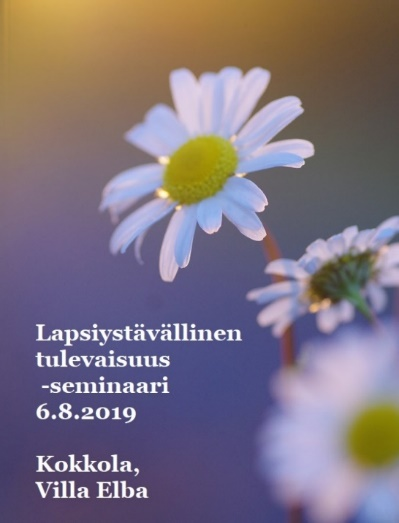 Lapsiystävällinen
tulevaisuus
-seminaari
6.8.2019
Kokkola,
Villa Elba